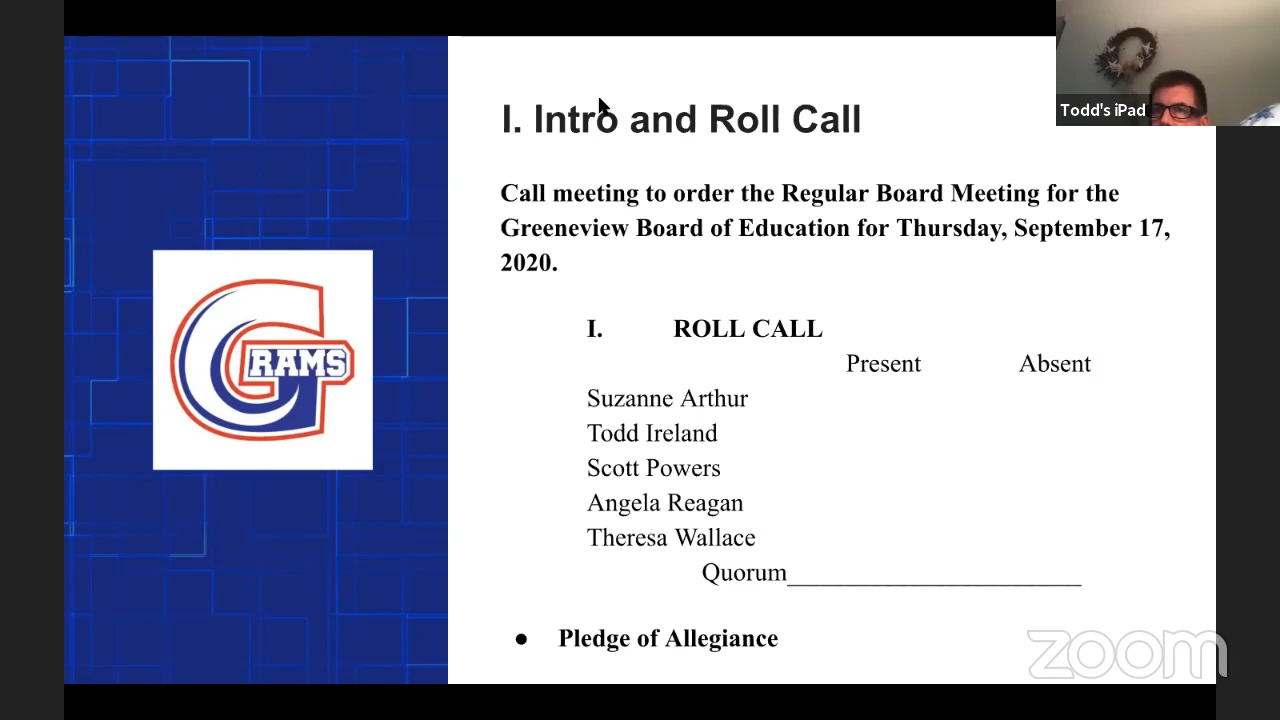 I. Intro and Roll Call
Todd's iPad
Call meeting to order the Regular Board Meeting for the
Greeneview Board of Education for Thursday, September 17,
2020.
I. ROLL CALL
Present Absent
Suzanne Arthur
Todd Ireland
Scott Powers
Angela Reagan
Theresa Wallace
Quorum_______________________
● Pledge of Allegiance
G
RAMS
zoom